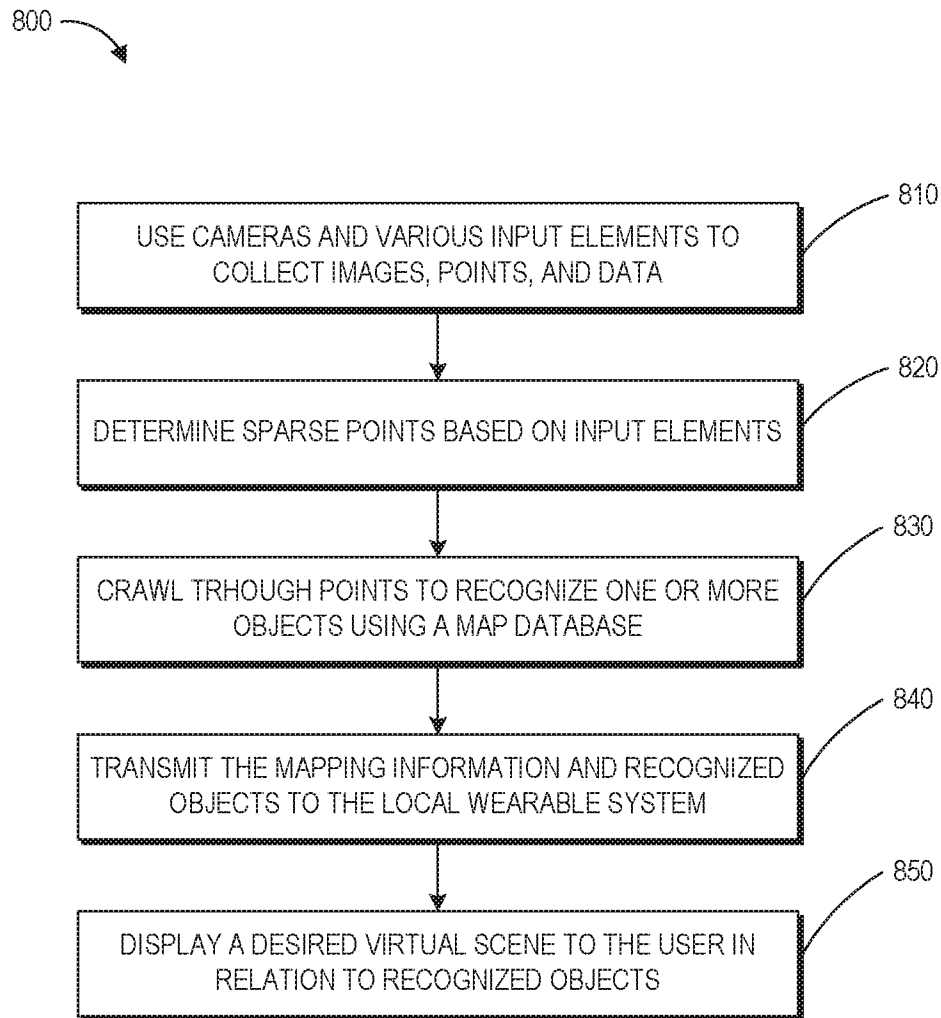 800
810
USE CAMERAS AND VARIOUS INPUT ELEMENTS TO
COLLECT IMAGES, POINTS, AND DATA
820
DETERMINE SPARSE POINTS BASED ON INPUT ELEMENTS
830
CRAWL TRHOUGH POINTS TO RECOGNIZE ONE OR MORE
OBJECTS USING A MAP DATABASE
840
TRANSMIT THE MAPPING INFORMATION AND RECOGNIZED
OBJECTS TO THE LOCAL WEARABLE SYSTEM
850
DISPLAY A DESIRED VIRTUAL SCENE TO THE USER IN
RELATION TO RECOGNIZED OBJECTS